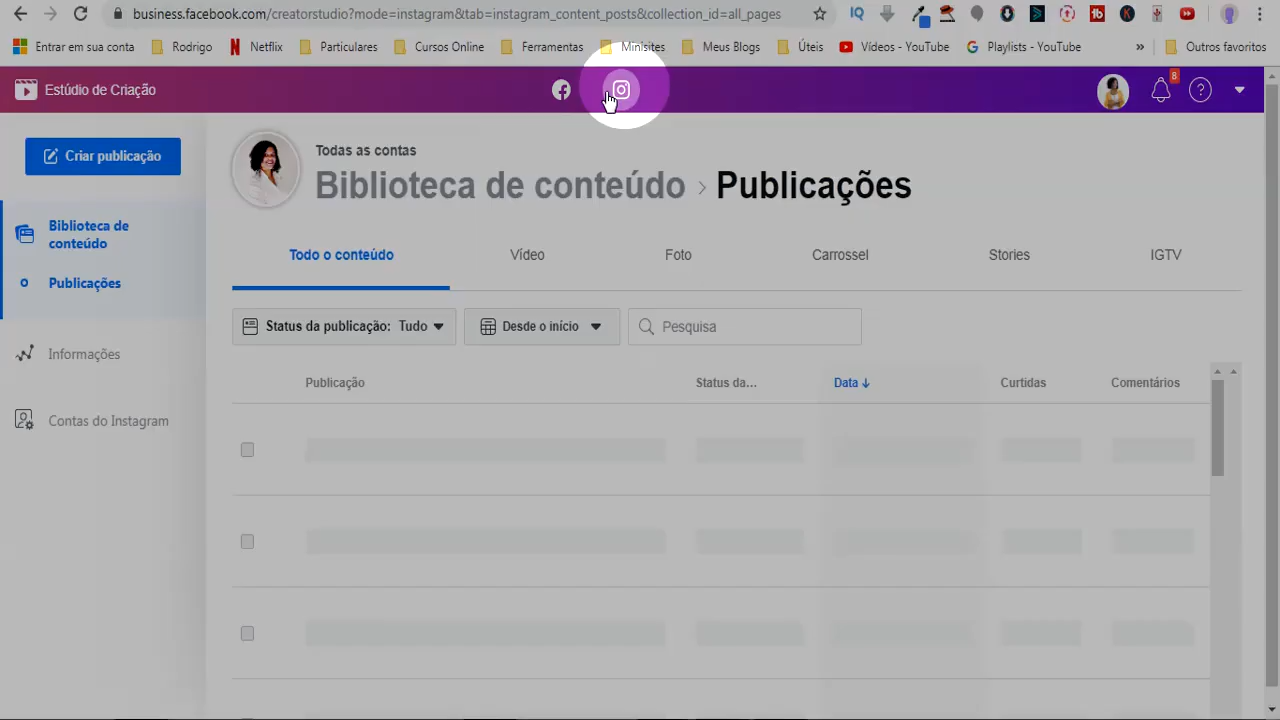 business.facebook.com/creatorstudio?mode=instagram&tab=instagram_content_posts&collection_id=all_pages
Entrar em sua conta Rodrigo Netflix Particulares Cursos Online Ferramentas Minisites Meus Blogs Úteis Vídeos - YouTube Playlists - YouTube » Outros favoritos
Estúdio de Criação
8
Criar publicação
Todas as contas
Biblioteca de conteúdo › Publicações
Biblioteca de
conteúdo
Publicações
Informações
Contas do Instagram
Todo o conteúdo Vídeo Foto Carrossel Stories IGTV
Status da publicação: Tudo Desde o início Pesquisa
Publicação Status da... Data ↓ Curtidas Comentários